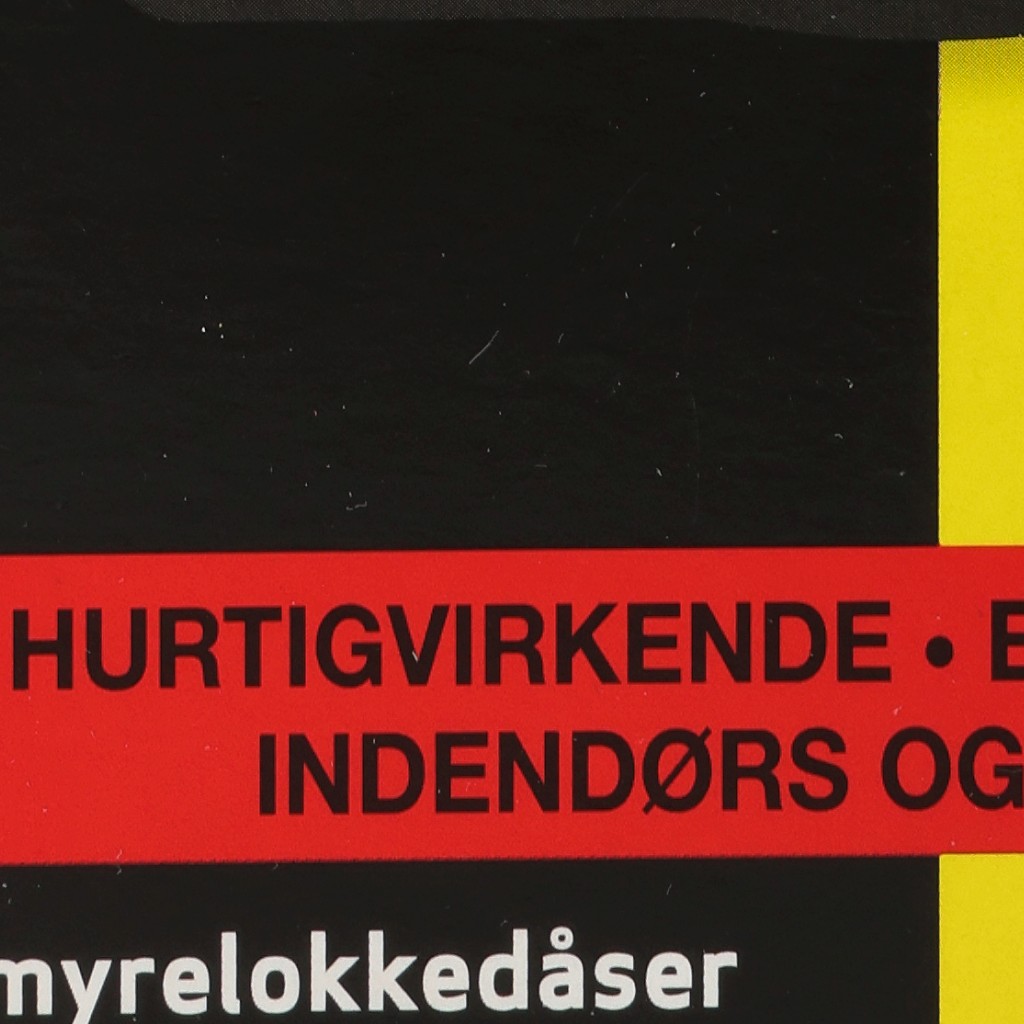 HURTIGVIRKENDE •
INDENDØRS OG
myrelokkedåser